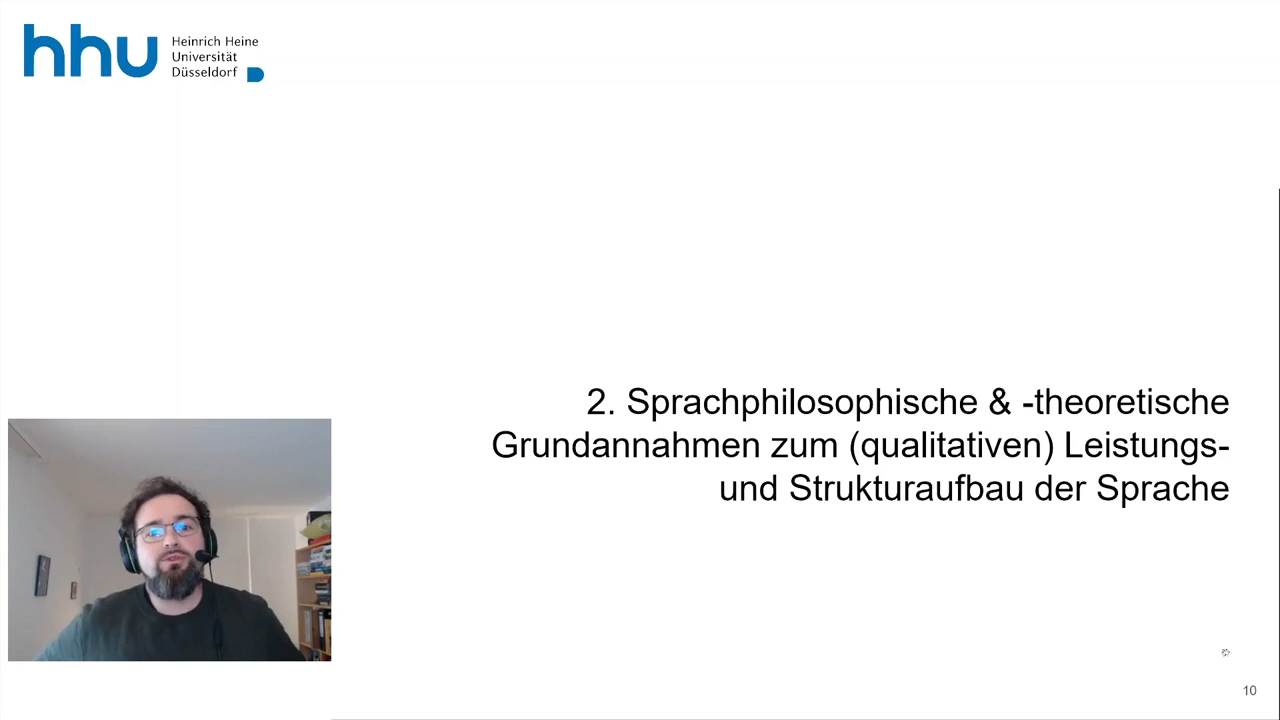 hhu
Heinrich Heine
Universität
Düsseldorf
2. Sprachphilosophische & -theoretische
Grundannahmen zum (qualitativen) Leistungs-
und Strukturaufbau der Sprache
10